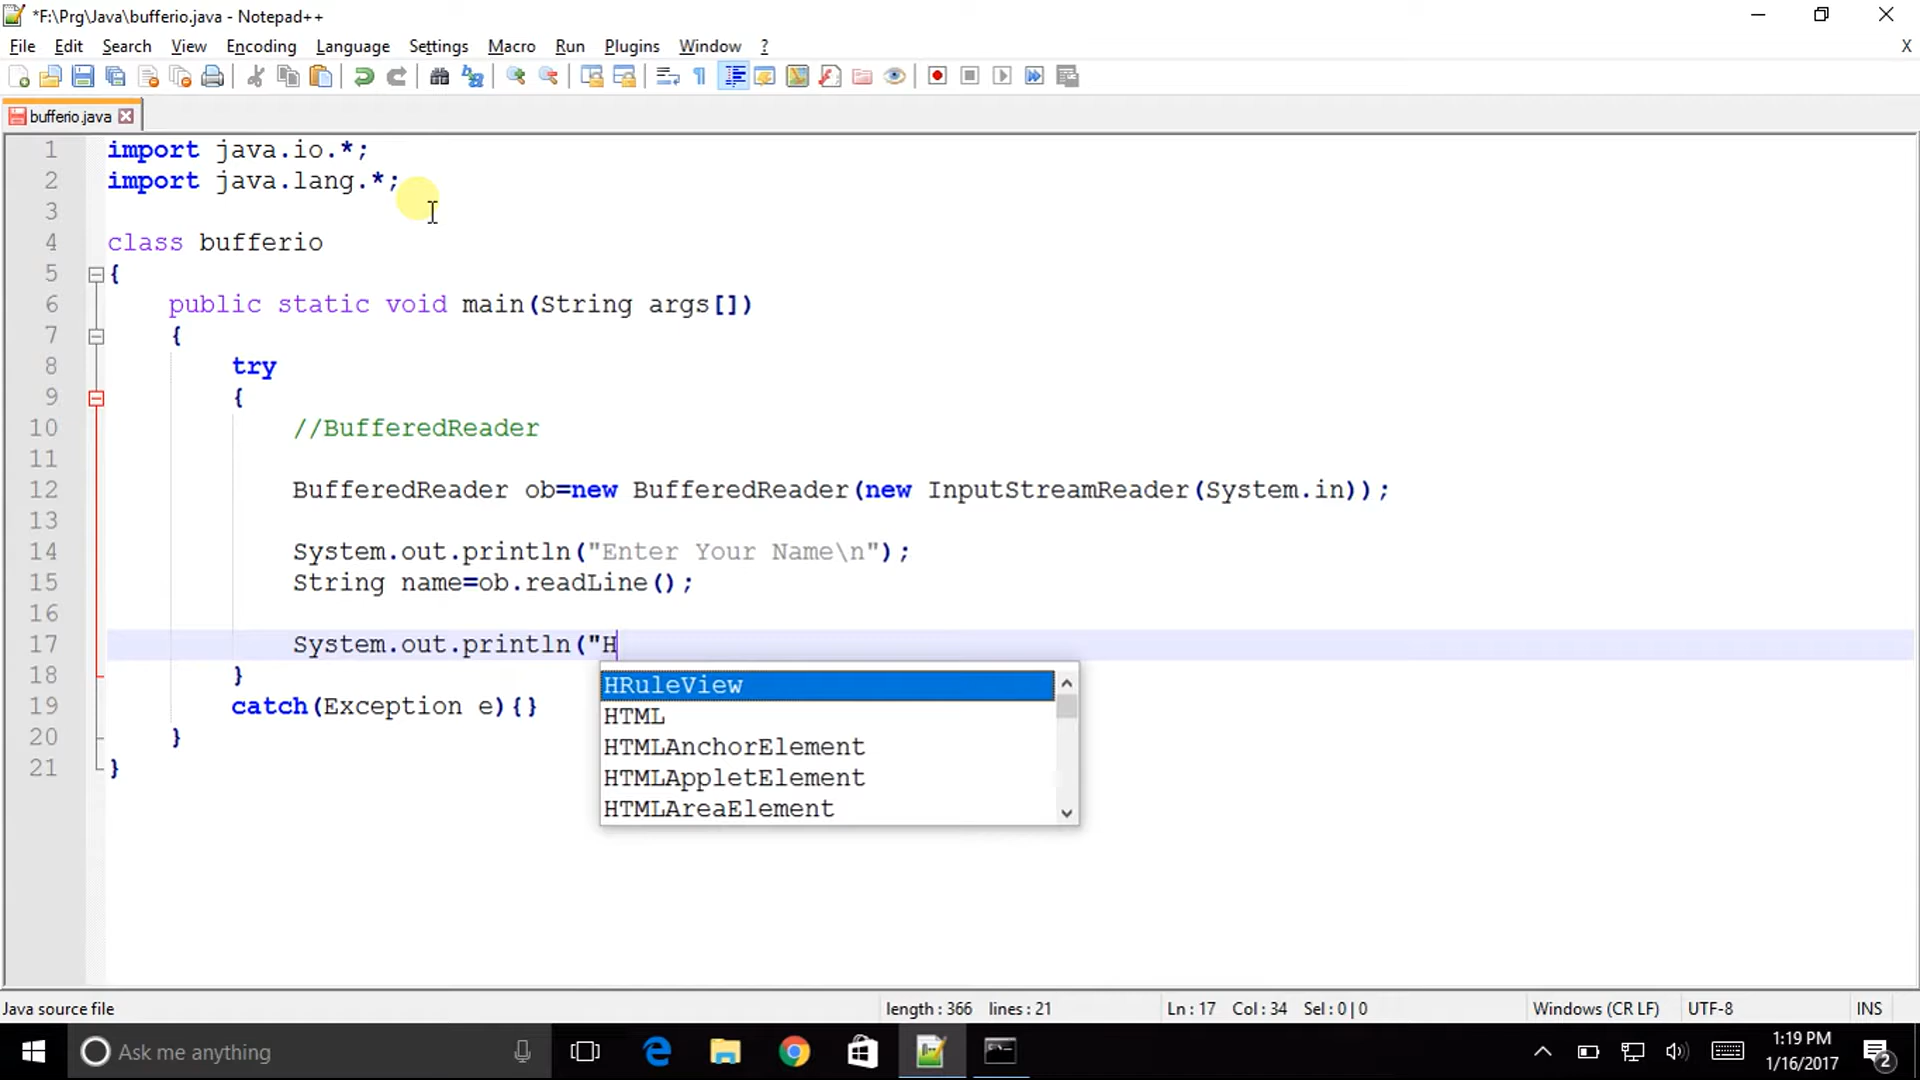 *F:\Prg\Java\bufferio.java - Notepad++
File Edit Search View Encoding Language Settings Macro Run Plugins Window ? X
bufferio.java
1 import java.io.*;
2 import java.lang.*;
3
4 class bufferio
5 {
6 public static void main(String args[])
7 {
8 try
9 {
10 //BufferedReader
11
12 BufferedReader ob=new BufferedReader(new InputStreamReader(System.in));
13
14 System.out.println("Enter Your Name\n");
15 String name=ob.readLine();
16
17 System.out.println("H
18 }
19 catch(Exception e){}
20 }
21 }
HRuleView
HTML
HTMLAnchorElement
HTMLAppletElement
HTMLAreaElement
Java source file length : 366 lines : 21 Ln : 17 Col : 34 Sel : 0 | 0 Windows (CR LF) UTF-8 INS
Ask me anything
1:19 PM
1/16/2017
2